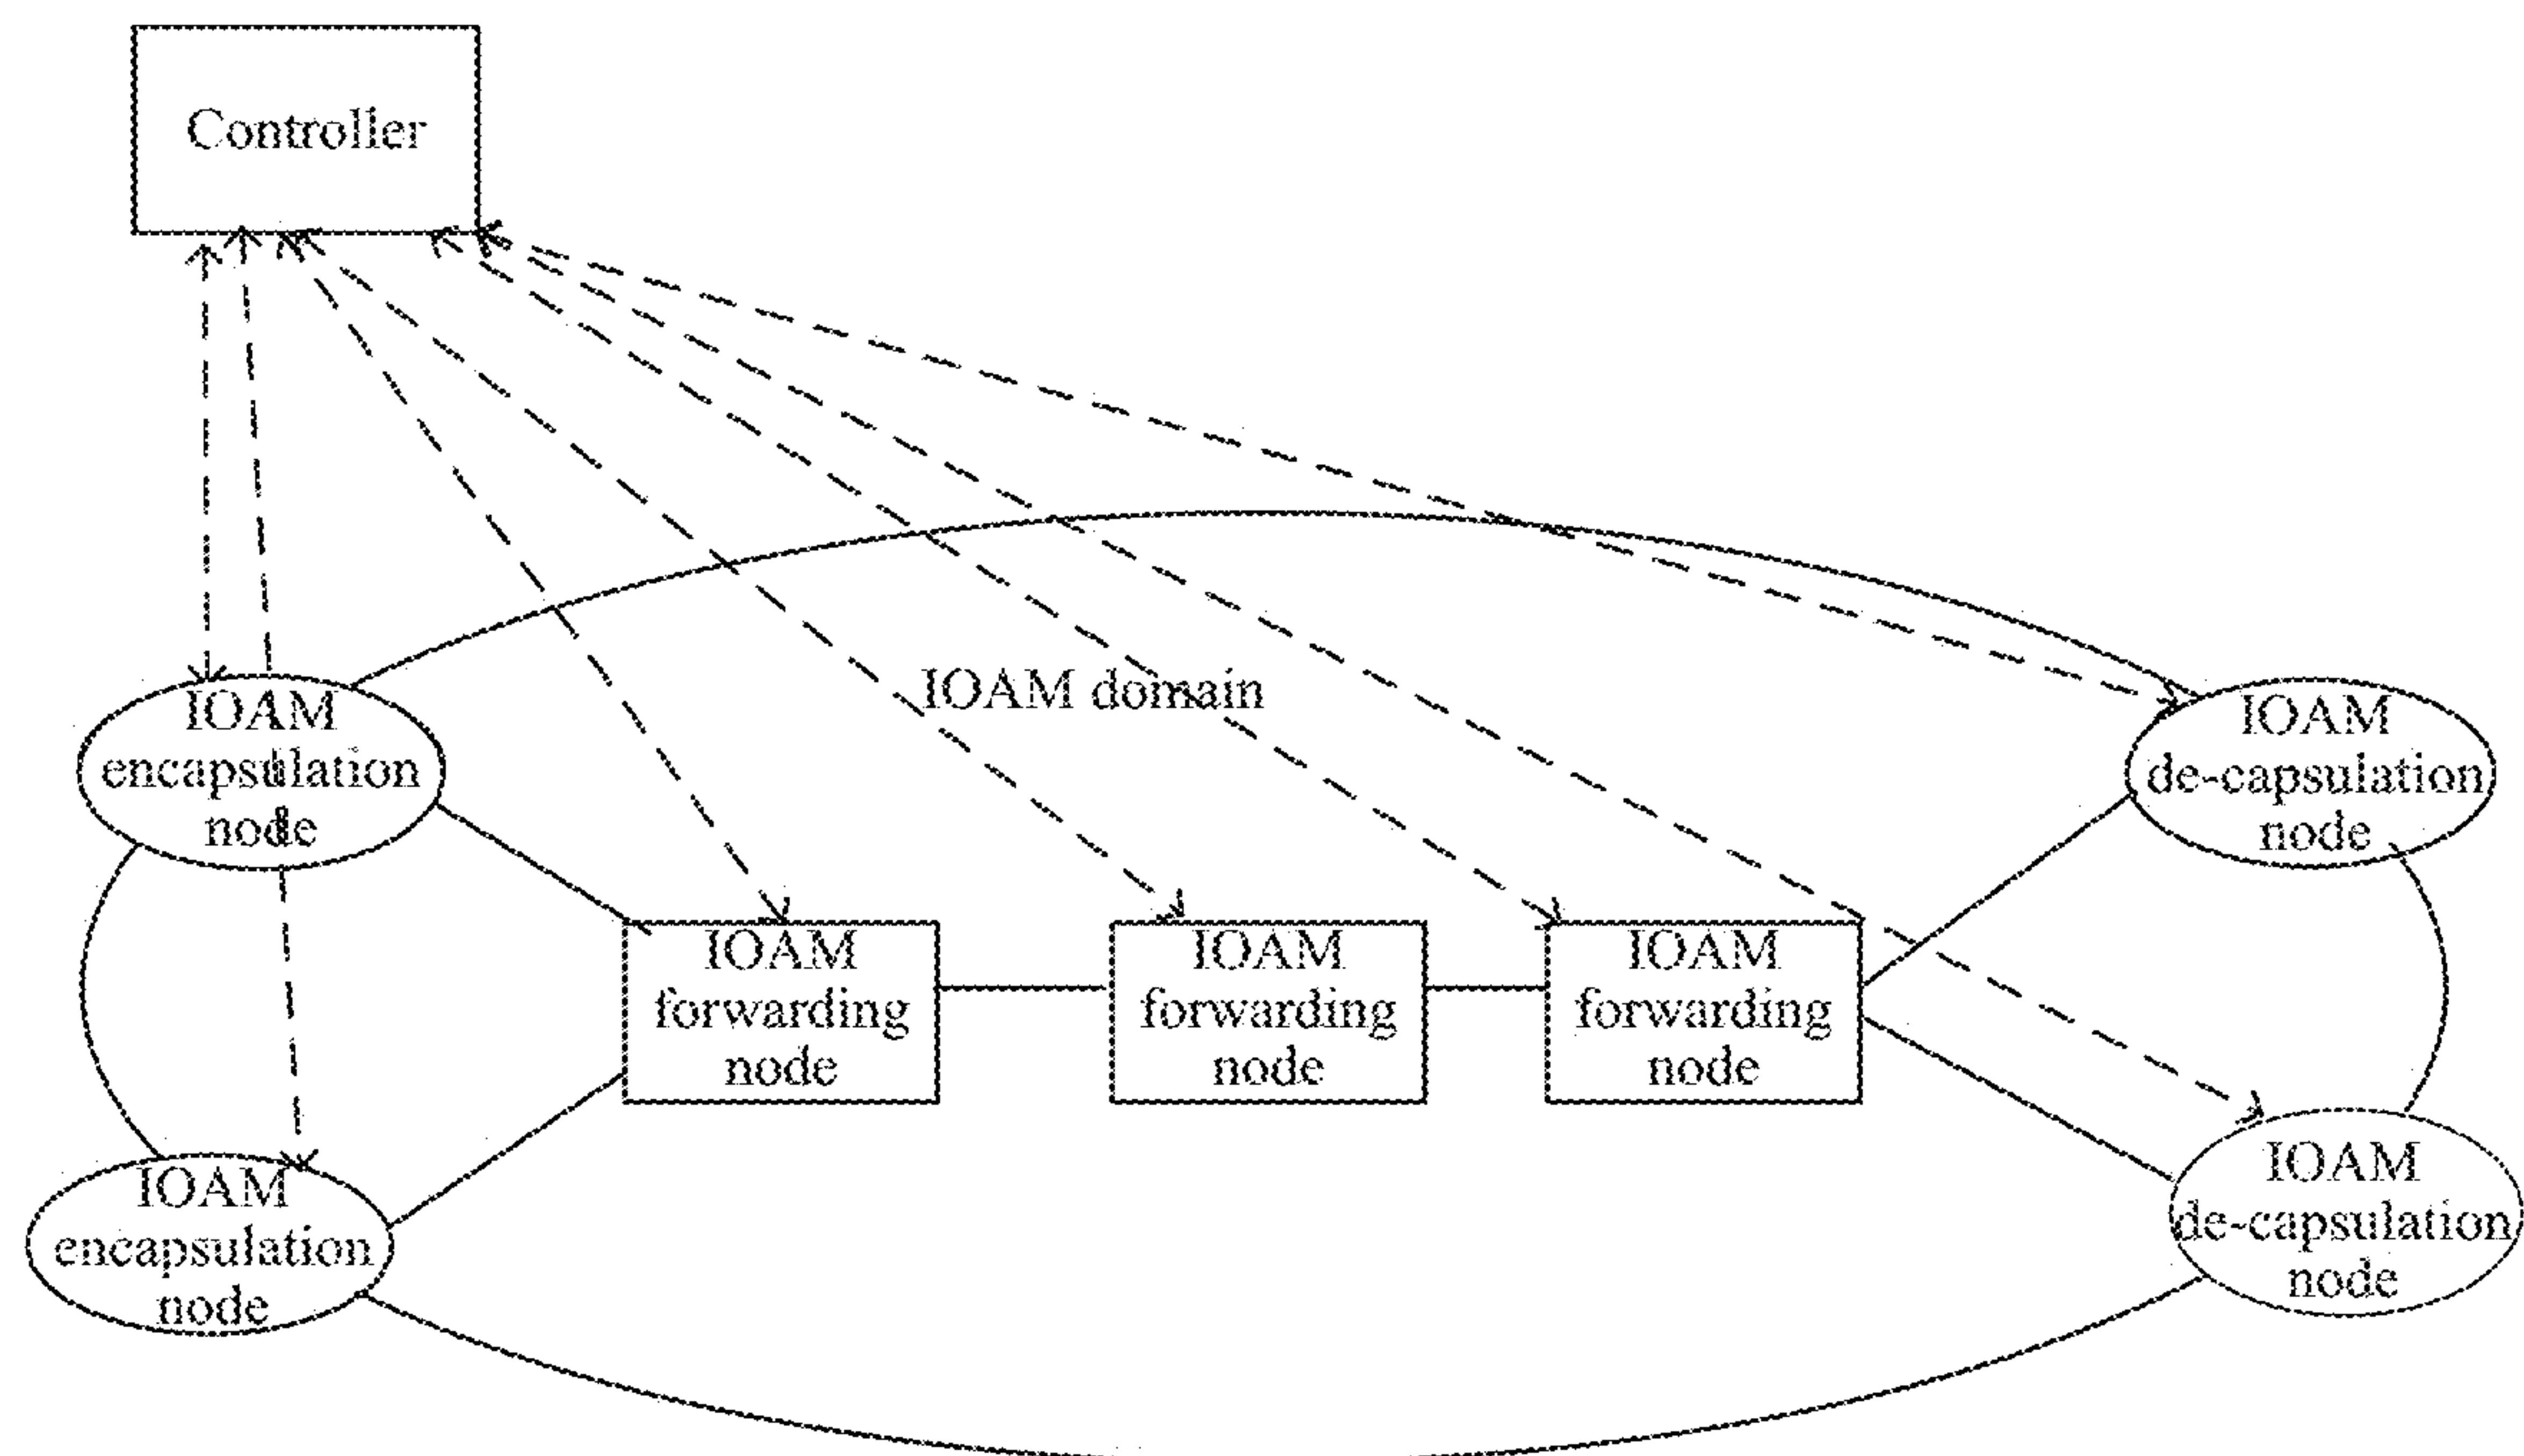 Controller
IOAM domain
IOAM
encapsulation
node
IOAM
de-capsulation
node
IOAM
forwarding
node
IOAM
forwarding
node
IOAM
forwarding
node
IOAM
encapsulation
node
IOAM
de-capsulation
node